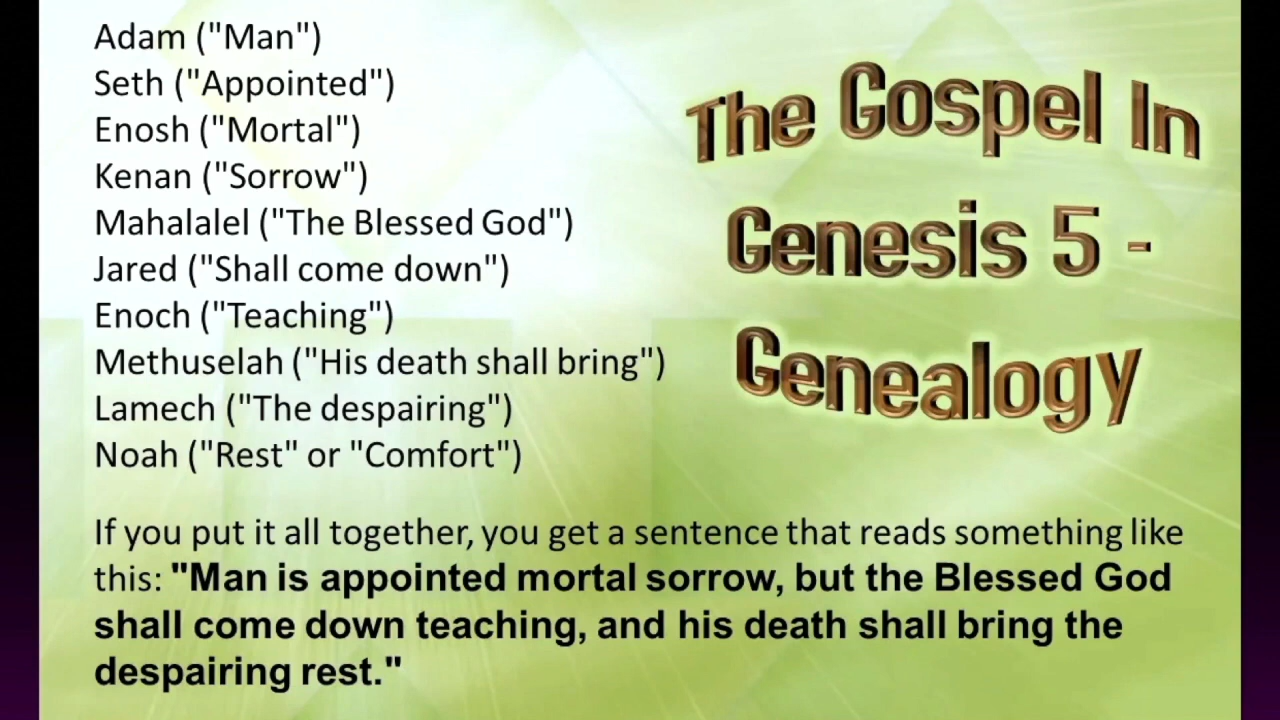 Adam ("Man")
Seth ("Appointed")
Enosh ("Mortal")
Kenan ("Sorrow")
Mahalalel ("The Blessed God")
Jared ("Shall come down")
Enoch ("Teaching")
Methuselah ("His death shall bring")
Lamech ("The despairing")
Noah ("Rest" or "Comfort")
The Gospel In
Genesis 5 -
Genealogy
If you put it all together, you get a sentence that reads something like
this: "Man is appointed mortal sorrow, but the Blessed God
shall come down teaching, and his death shall bring the
despairing rest."